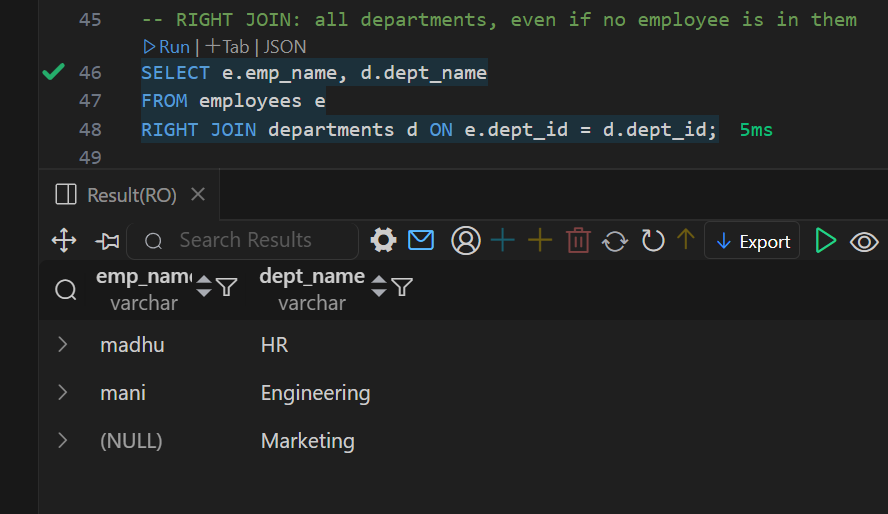 45 -- RIGHT JOIN: all departments, even if no employee is in them
Run | +Tab | JSON
46 SELECT e.emp_name, d.dept_name
47 FROM employees e
48 RIGHT JOIN departments d ON e.dept_id = d.dept_id; 5ms
49
Result(RO)
Search Results Export
emp_name dept_name
varchar varchar
madhu HR
mani Engineering
(NULL) Marketing